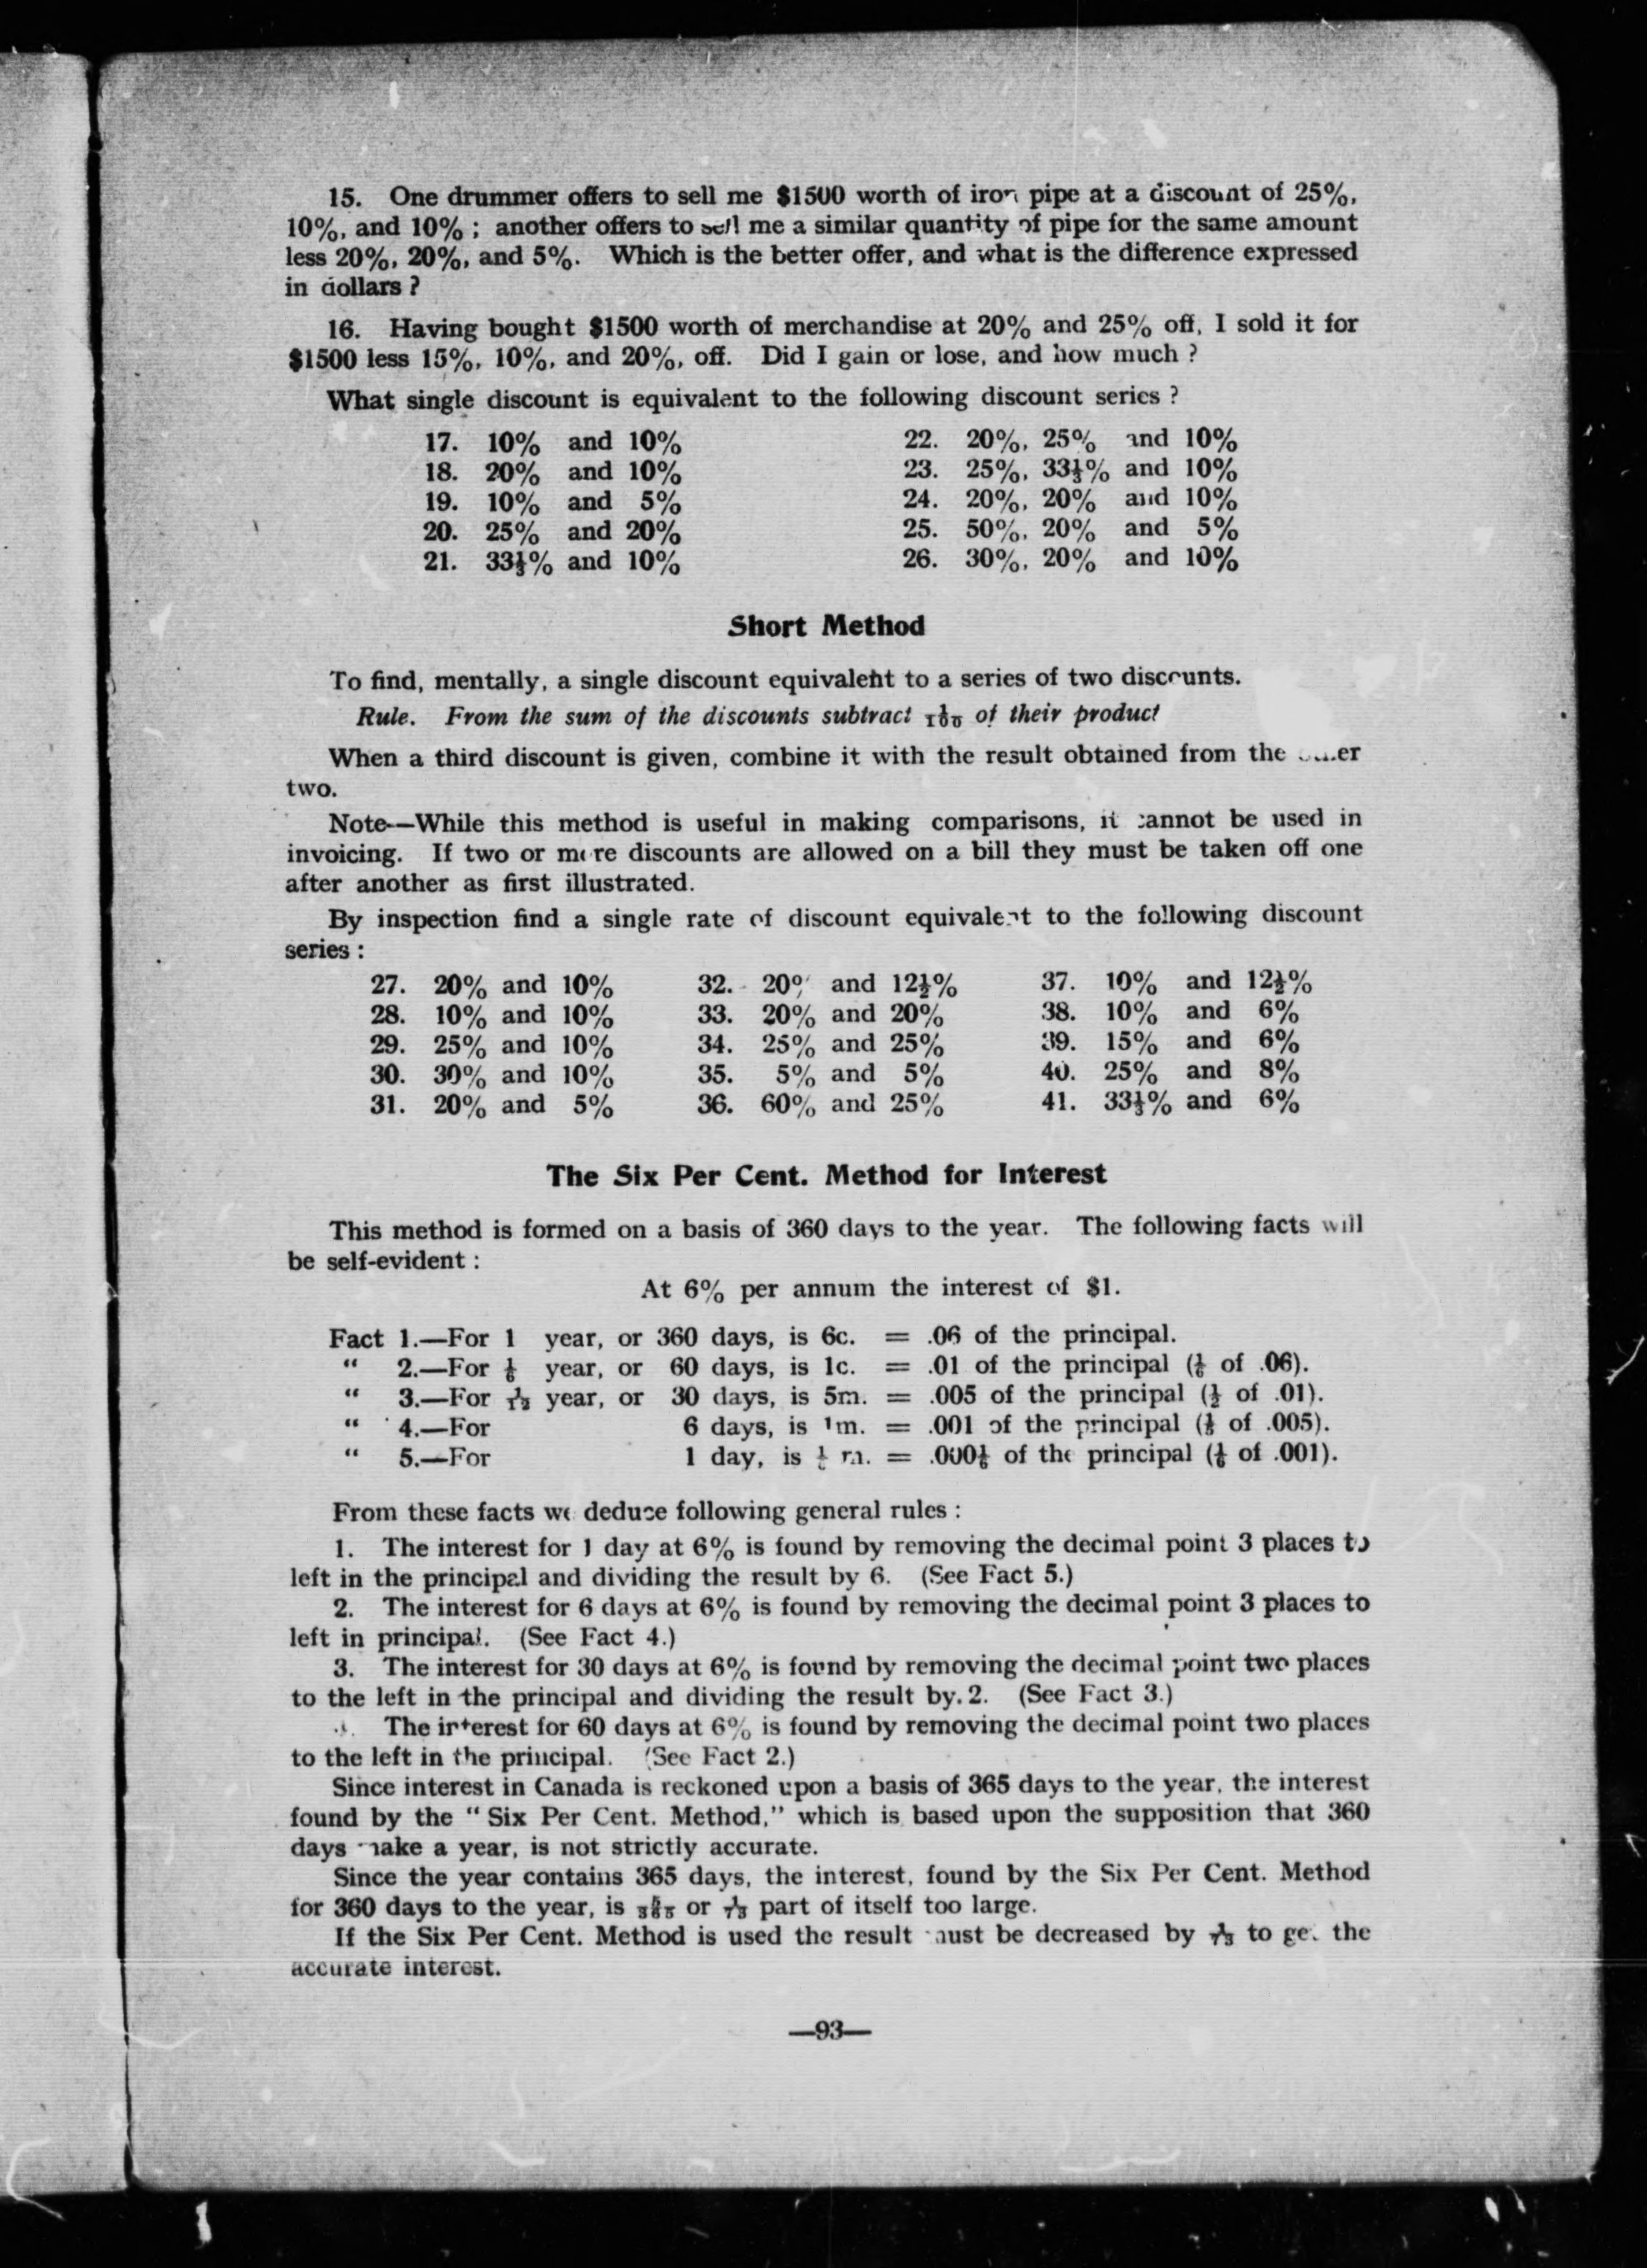 15. One drummer offers to sell me $1500 worth of iron pipe at a discount of 25%,
10%, and 10% ; another offers to sell me a similar quantity of pipe for the same amount
less 20%, 20%, and 5%. Which is the better offer, and what is the difference expressed
in dollars ?
16. Having bought $1500 worth of merchandise at 20% and 25% off, I sold it for
$1500 less 15%, 10%, and 20%, off. Did I gain or lose, and how much ?
What single discount is equivalent to the following discount series ?
17. 10% and 10%
18. 20% and 10%
19. 10% and 5%
20. 25% and 20%
21. 33⅓% and 10%
22. 20%, 25% and 10%
23. 25%, 33⅓% and 10%
24. 20%, 20% and 10%
25. 50%, 20% and 5%
26. 30%, 20% and 10%
Short Method
To find, mentally, a single discount equivalent to a series of two discounts.
Rule. From the sum of the discounts subtract 1/100 of their product
When a third discount is given, combine it with the result obtained from the other
two.
Note—While this method is useful in making comparisons, it cannot be used in
invoicing. If two or more discounts are allowed on a bill they must be taken off one
after another as first illustrated.
By inspection find a single rate of discount equivalent to the following discount
series :
27. 20% and 10%
28. 10% and 10%
29. 25% and 10%
30. 30% and 10%
31. 20% and 5%
32. 20% and 12½%
33. 20% and 20%
34. 25% and 25%
35. 5% and 5%
36. 60% and 25%
37. 10% and 12½%
38. 10% and 6%
39. 15% and 6%
40. 25% and 8%
41. 33⅓% and 6%
The Six Per Cent. Method for Interest
This method is formed on a basis of 360 days to the year. The following facts will
be self-evident :
At 6% per annum the interest of $1.
Fact 1.—For 1 year, or 360 days, is 6c. = .06 of the principal.
“ 2.—For ⅙ year, or 60 days, is 1c. = .01 of the principal (⅙ of .06).
“ 3.—For 1/12 year, or 30 days, is 5m. = .005 of the principal (½ of .01).
“ 4.—For 6 days, is 1m. = .001 of the principal (⅕ of .005).
“ 5.—For 1 day, is ⅙ m. = .000⅙ of the principal (⅙ of .001).
From these facts we deduce following general rules :
1. The interest for 1 day at 6% is found by removing the decimal point 3 places to
left in the principal and dividing the result by 6. (See Fact 5.)
2. The interest for 6 days at 6% is found by removing the decimal point 3 places to
left in principal. (See Fact 4.)
3. The interest for 30 days at 6% is found by removing the decimal point two places
to the left in the principal and dividing the result by 2. (See Fact 3.)
The interest for 60 days at 6% is found by removing the decimal point two places
to the left in the principal. (See Fact 2.)
Since interest in Canada is reckoned upon a basis of 365 days to the year, the interest
found by the “ Six Per Cent. Method,” which is based upon the supposition that 360
days make a year, is not strictly accurate.
Since the year contains 365 days, the interest, found by the Six Per Cent. Method
for 360 days to the year, is 5/365 or 1/73 part of itself too large.
If the Six Per Cent. Method is used the result must be decreased by 1/73 to get the
accurate interest.
—93—